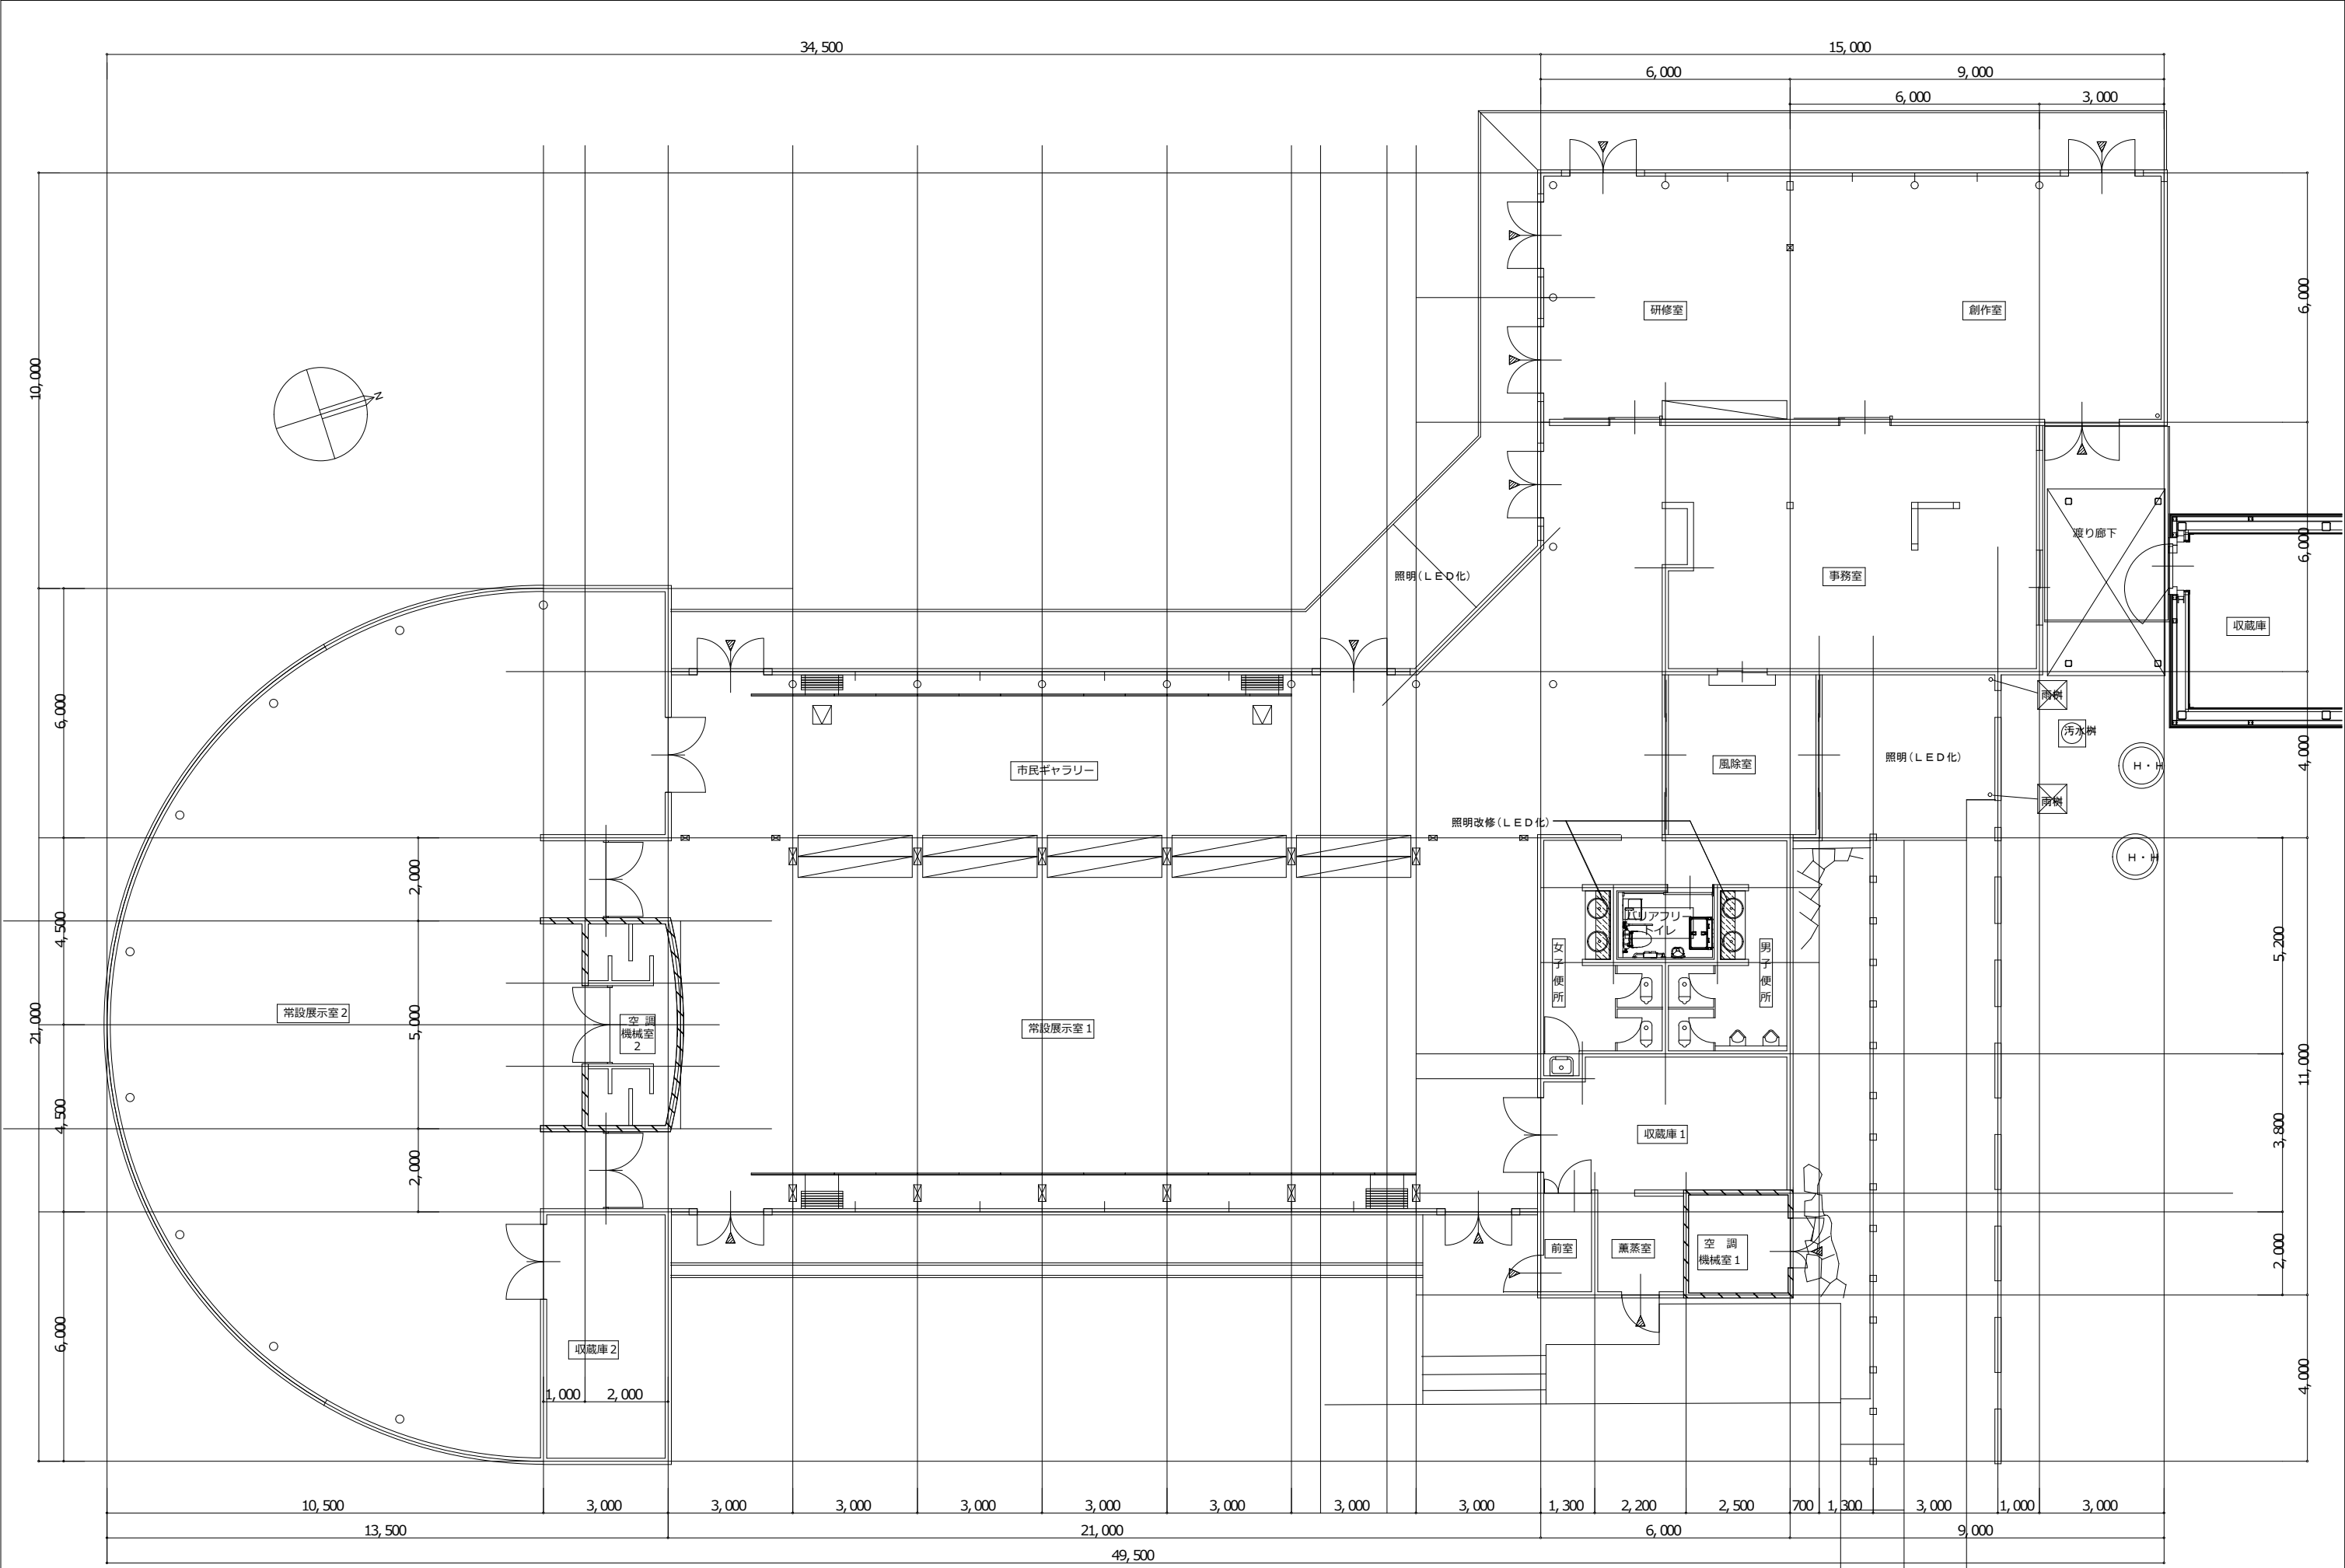 34,500
15,000
6,000
9,000
6,000
3,000
10,000
N
研修室
創作室
6,000
照明(LED化)
事務室
渡り廊下
6,000
収蔵庫
6,000
雨桝
汚水桝
市民ギャラリー
風除室
照明(LED化)
H・H
4,000
雨桝
照明改修(LED化)
H・H
2,000
4,500
バリアフリー
トイレ
女子便所
男子便所
5,200
21,000
5,000
常設展示室2
空 調
機械室
2
常設展示室1
11,000
4,500
収蔵庫1
3,800
2,000
前室
薫蒸室
空 調
機械室1
2,000
6,000
収蔵庫2
4,000
1,000
2,000
10,500
3,000
3,000
3,000
3,000
3,000
3,000
3,000
3,000
1,300
2,200
2,500
700
1,300
3,000
1,000
3,000
13,500
21,000
6,000
9,000
49,500